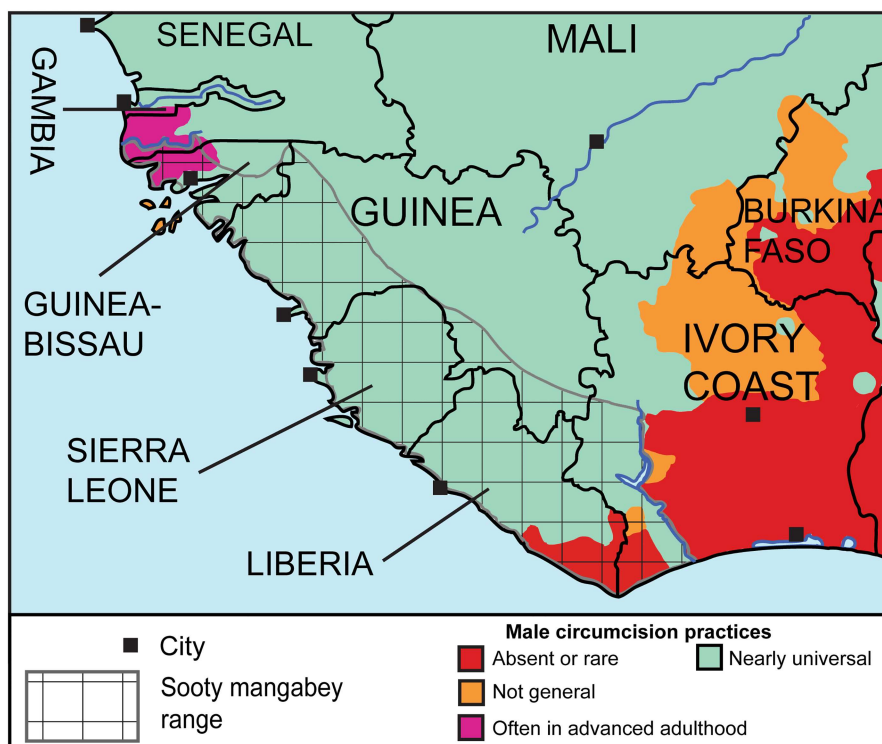 SENEGAL
MALI
GAMBIA
GUINEA
BURKINA
FASO
GUINEA-
BISSAU
IVORY
COAST
SIERRA
LEONE
LIBERIA
Male circumcision practices
City
Absent or rare
Nearly universal
Sooty mangabey
range
Not general
Often in advanced adulthood